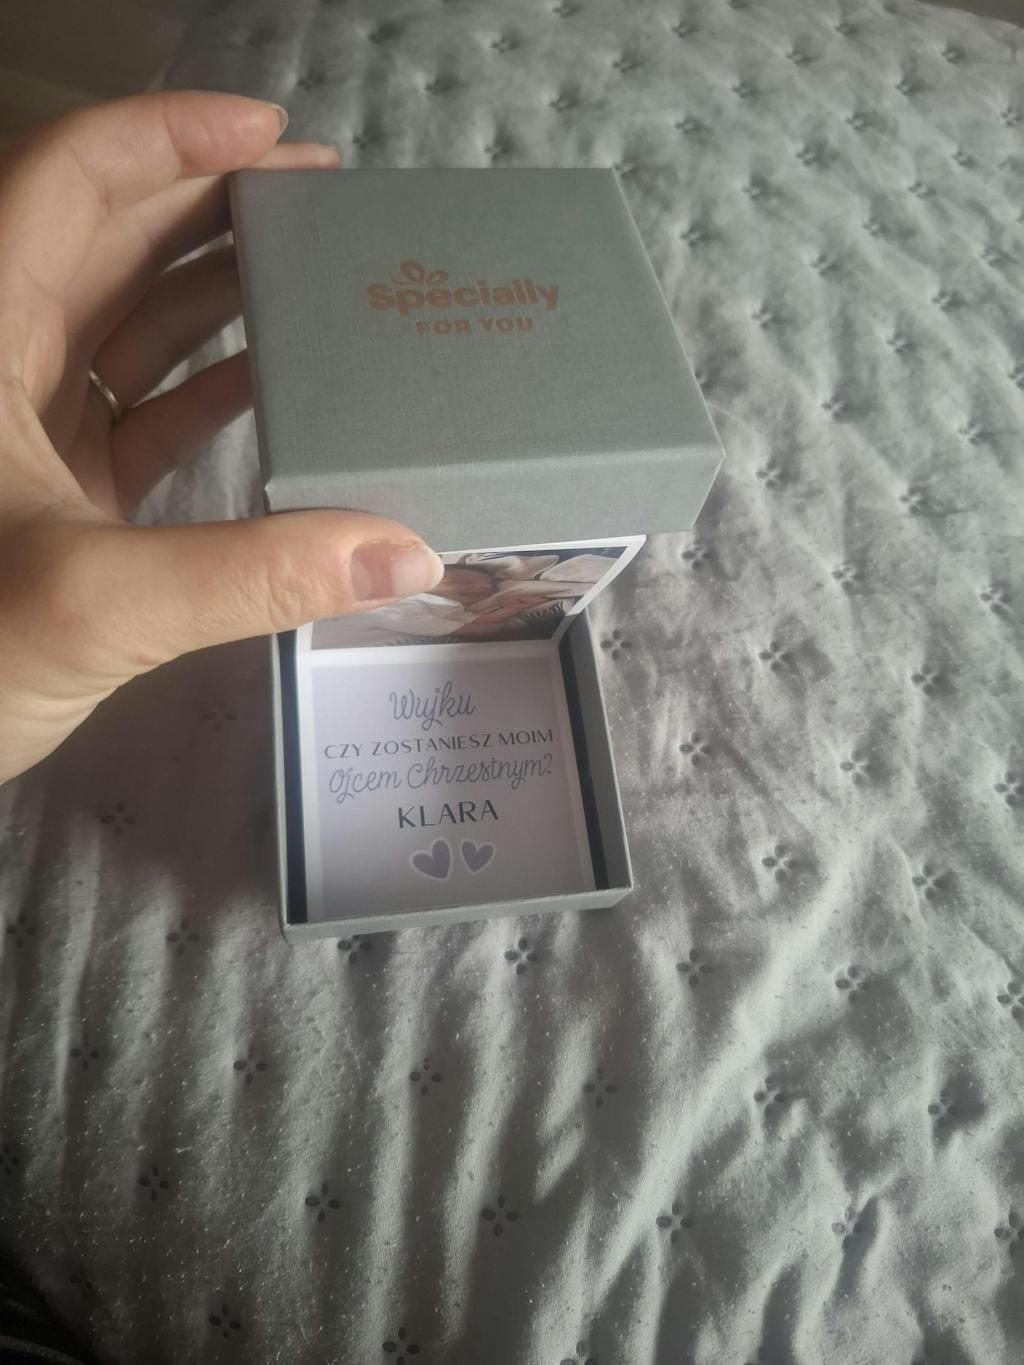 Specially
FOR YOU
Wujku
CZY ZOSTANIESZ MOIM
Ojcem Chrzestnym?
KLARA